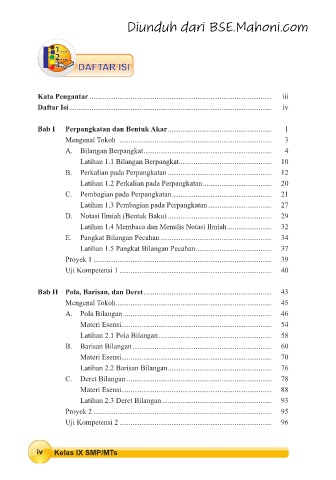 Diunduh dari BSE.Mahoni.com
1...
2...
DAFTAR ISI
Kata Pengantar ..... iii
Daftar Isi ..... iv
Bab I Perpangkatan dan Bentuk Akar ..... 1
Mengenal Tokoh ..... 3
A. Bilangan Berpangkat ..... 4
Latihan 1.1 Bilangan Berpangkat ..... 10
B. Perkalian pada Perpangkatan ..... 12
Latihan 1.2 Perkalian pada Perpangkatan ..... 20
C. Pembagian pada Perpangkatan ..... 21
Latihan 1.3 Pembagian pada Perpangkatan ..... 27
D. Notasi Ilmiah (Bentuk Baku) ..... 29
Latihan 1.4 Membaca dan Menulis Notasi Ilmiah ..... 32
E. Pangkat Bilangan Pecahan ..... 34
Latihan 1.5 Pangkat Bilangan Pecahan ..... 37
Proyek 1 ..... 39
Uji Kompetensi 1 ..... 40
Bab II Pola, Barisan, dan Deret ..... 43
Mengenal Tokoh ..... 45
A. Pola Bilangan ..... 46
Materi Esensi ..... 54
Latihan 2.1 Pola Bilangan ..... 58
B. Barisan Bilangan ..... 60
Materi Esensi ..... 70
Latihan 2.2 Barisan Bilangan ..... 76
C. Deret Bilangan ..... 78
Materi Esensi ..... 88
Latihan 2.3 Deret Bilangan ..... 93
Proyek 2 ..... 95
Uji Kompetensi 2 ..... 96
iv Kelas IX SMP/MTs